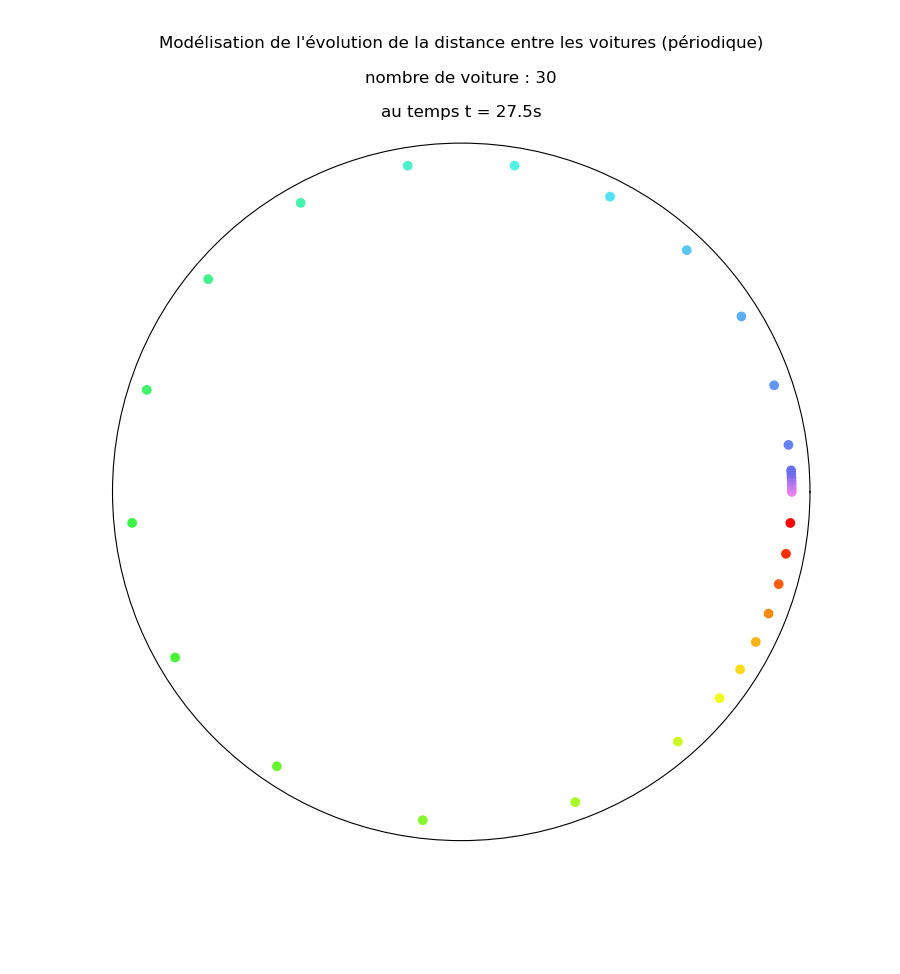 Modélisation de l'évolution de la distance entre les voitures (périodique)
nombre de voiture : 30
au temps t = 27.5s